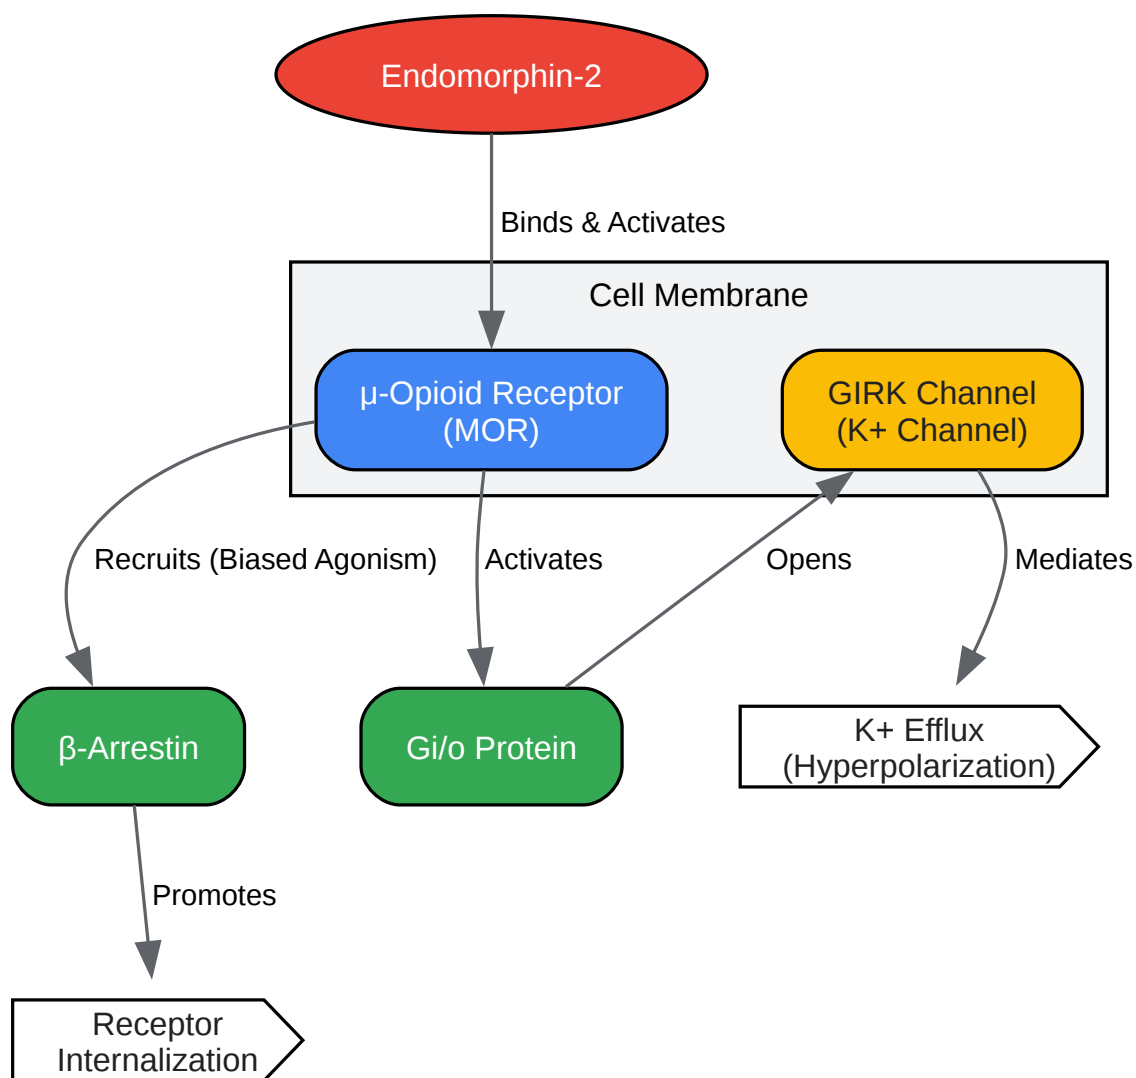 Endomorphin-2
Binds & Activates
Cell Membrane
μ-Opioid Receptor
(MOR)
GIRK Channel
(K+ Channel)
Recruits (Biased Agonism)
Activates
Opens
Mediates
β-Arrestin
Gi/o Protein
K+ Efflux
(Hyperpolarization)
Promotes
Receptor
Internalization